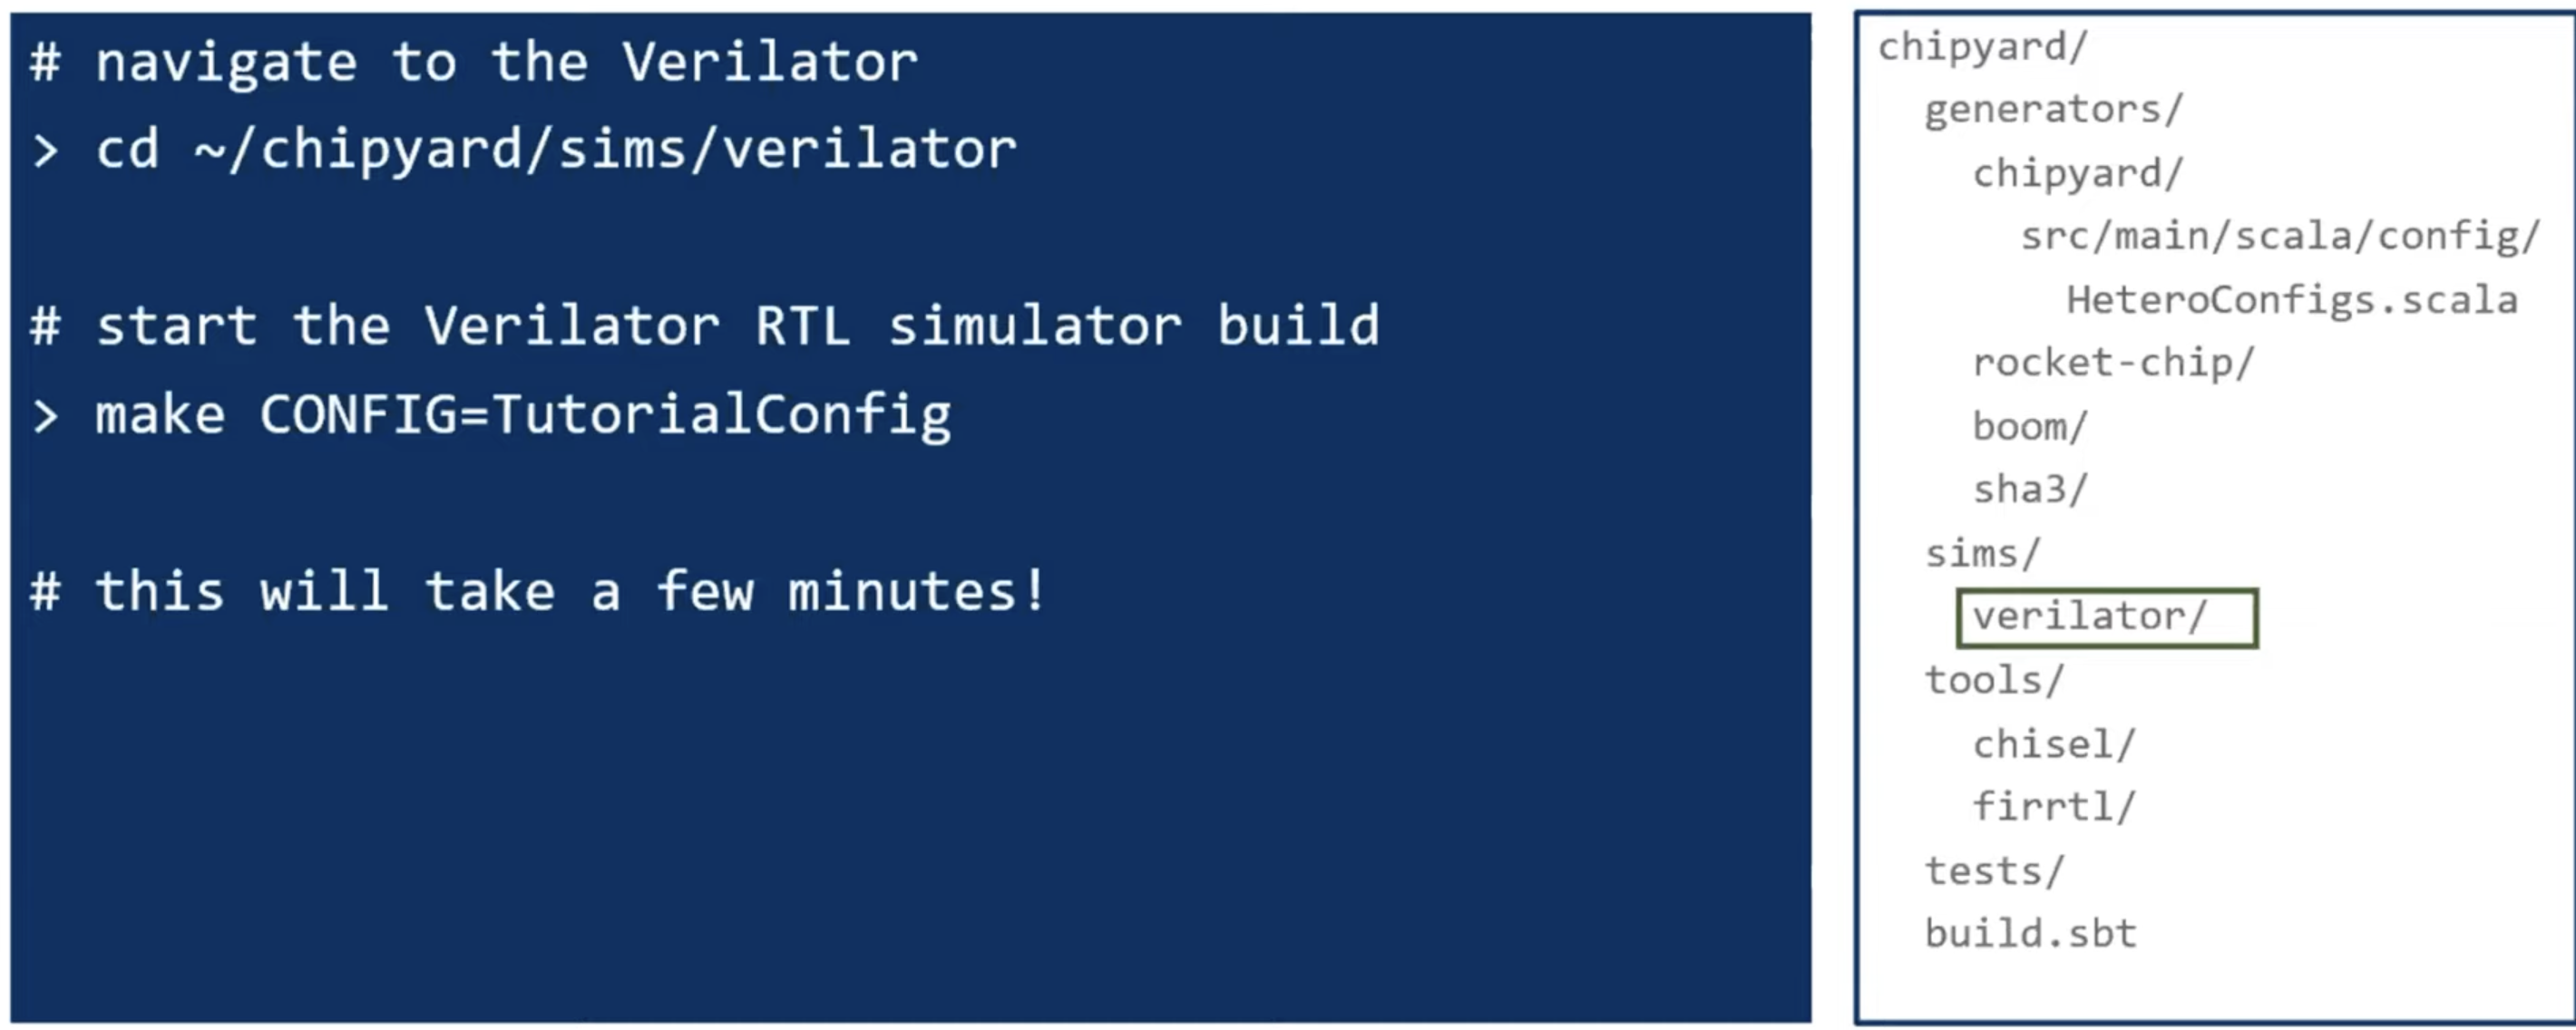 # navigate to the Verilator
> cd ~/chipyard/sims/verilator
# start the Verilator RTL simulator build
> make CONFIG=TutorialConfig
# this will take a few minutes!
chipyard/
generators/
chipyard/
src/main/scala/config/
HeteroConfigs.scala
rocket-chip/
boom/
sha3/
sims/
verilator/
tools/
chisel/
firrtl/
tests/
build.sbt